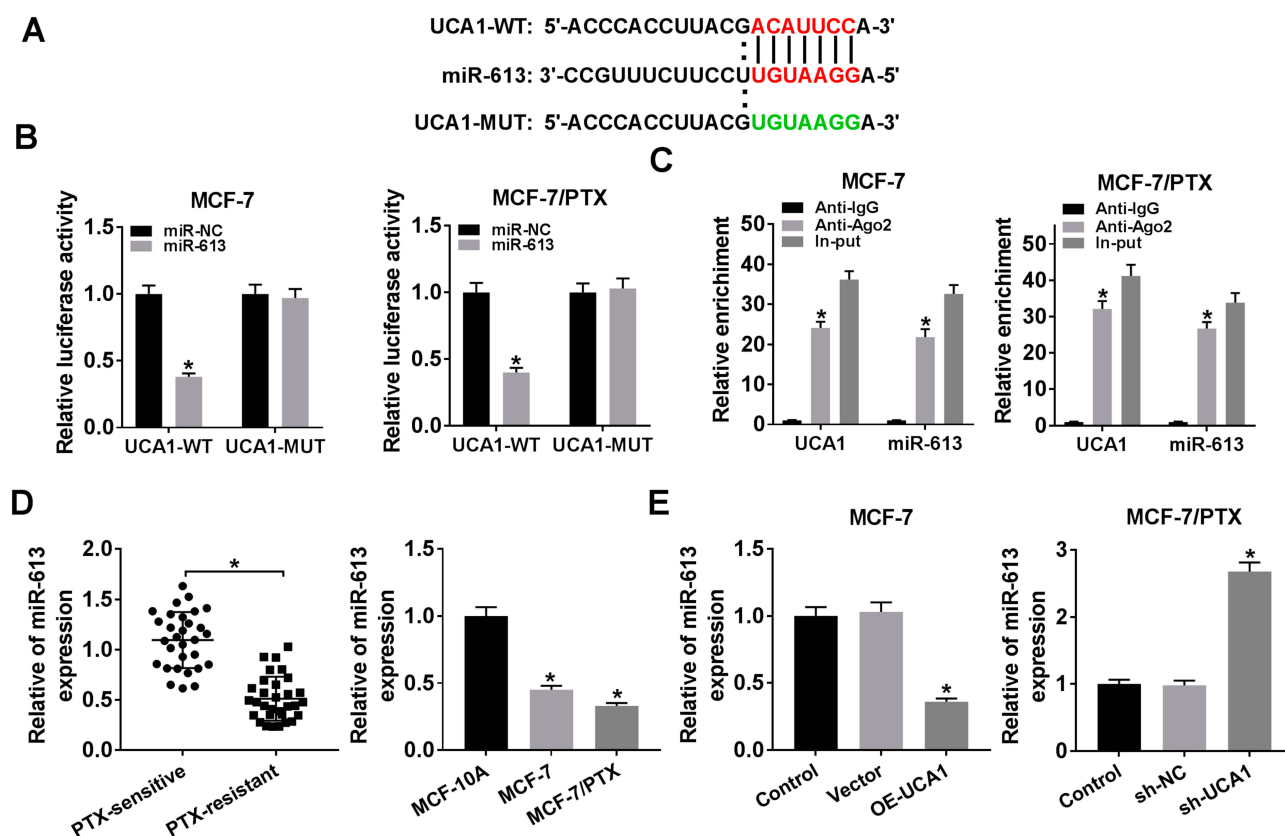 A
UCA1-WT: 5'-ACCCACCUUACGACAUUCCA-3'
miR-613: 3'-CCGUUUCUUCCUUGUAAGGA-5'
UCA1-MUT: 5'-ACCCACCUUACGUGUAAGGA-3'
B
MCF-7
miR-NC
miR-613
Relative luciferase activity
1.5
1.0
0.5
0.0
*
UCA1-WT UCA1-MUT
MCF-7/PTX
miR-NC
miR-613
Relative luciferase activity
1.5
1.0
0.5
0.0
*
UCA1-WT UCA1-MUT
C
MCF-7
Anti-IgG
Anti-Ago2
In-put
Relative enrichiment
50
40
30
20
10
0
* *
UCA1 miR-613
MCF-7/PTX
Anti-IgG
Anti-Ago2
In-put
Relative enrichiment
60
50
40
30
20
10
0
* *
UCA1 miR-613
D
Relative of miR-613
expression
2.0
1.5
1.0
0.5
0.0
*
PTX-sensitive
PTX-resistant
Relative of miR-613
expression
1.5
1.0
0.5
0.0
* *
MCF-10A
MCF-7
MCF-7/PTX
E
MCF-7
Relative of miR-613
expression
1.5
1.0
0.5
0.0
*
Control
Vector
OE-UCA1
MCF-7/PTX
Relative of miR-613
expression
3
2
1
0
*
Control
sh-NC
sh-UCA1